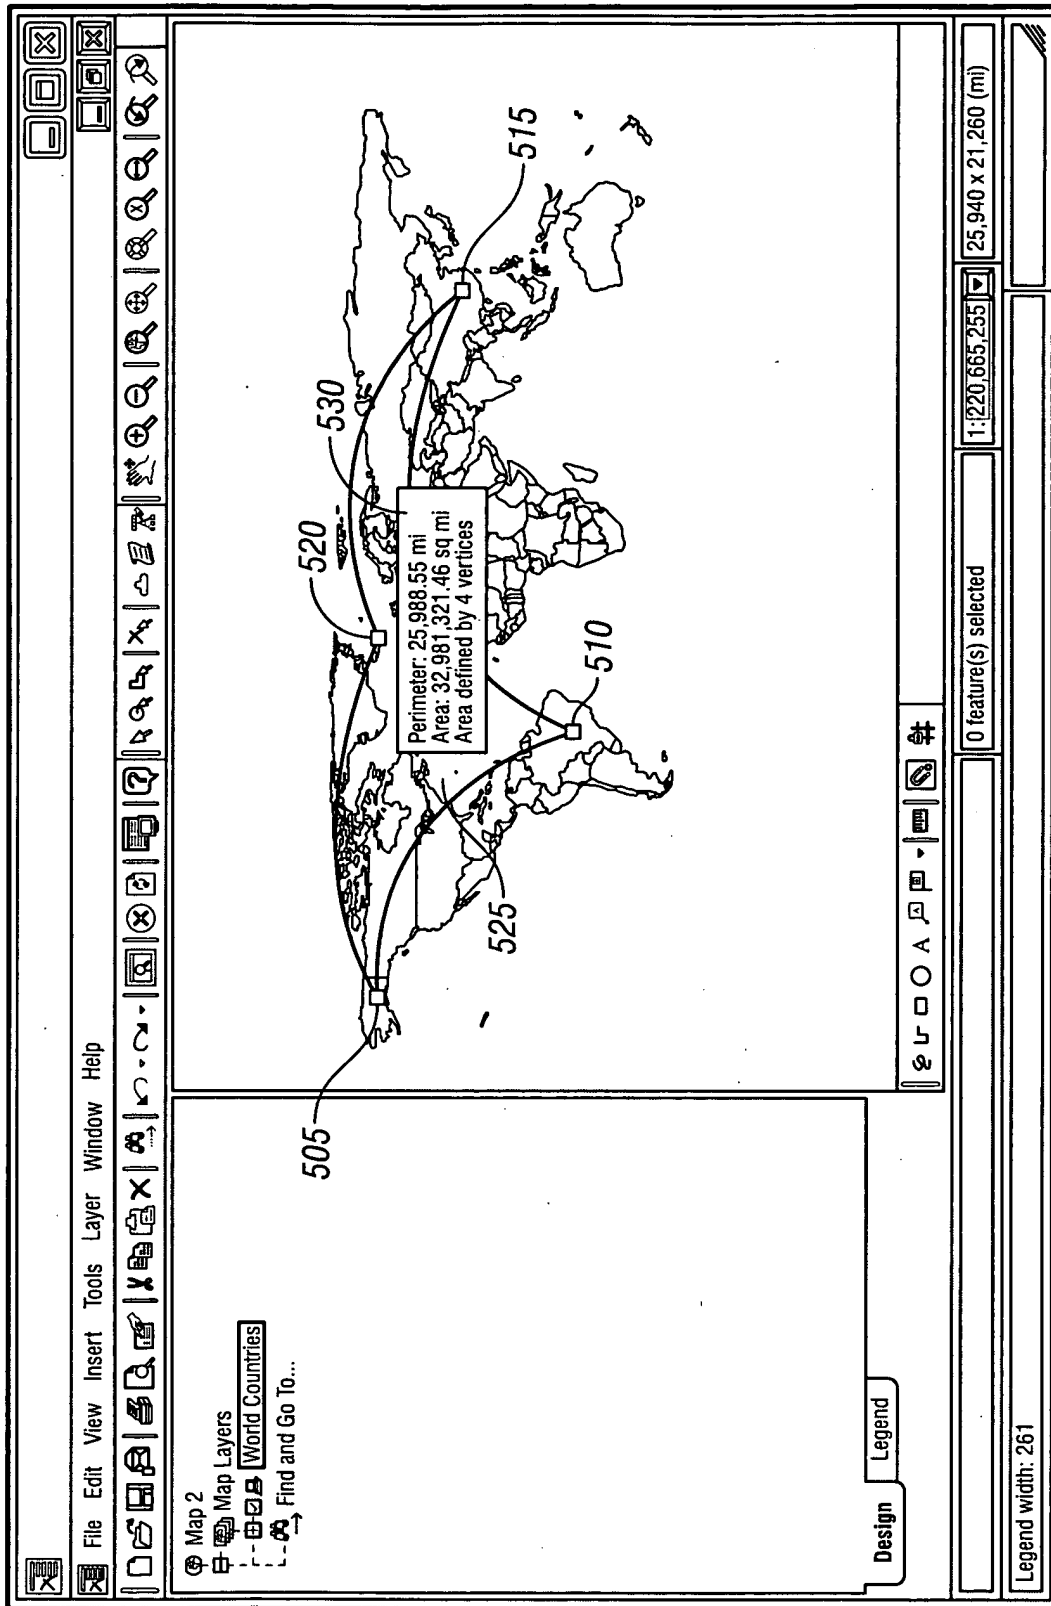 File Edit View Insert Tools Layer Window Help
Map 2
Map Layers
World Countries
Find and Go To...
505
520
530
515
Perimeter: 25,988.55 mi
Area: 32,981,321.46 sq mi
Area defined by 4 vertices
525
510
Design
Legend
A
0 feature(s) selected
1:220,665,255
25,940 x 21,260 (mi)
Legend width: 261